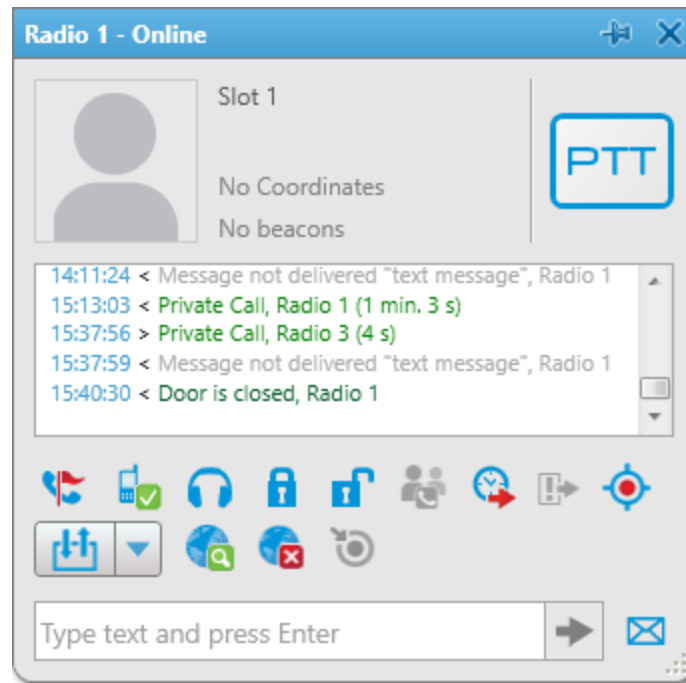 Radio 1 - Online
Slot 1
PTT
No Coordinates
No beacons
14:11:24 < Message not delivered "text message", Radio 1
15:13:03 < Private Call, Radio 1 (1 min. 3 s)
15:37:56 > Private Call, Radio 3 (4 s)
15:37:59 < Message not delivered "text message", Radio 1
15:40:30 < Door is closed, Radio 1
Type text and press Enter